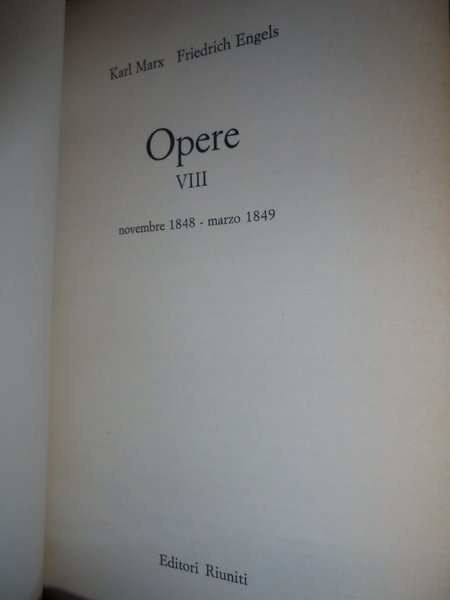 Karl Marx Friedrich Engels
Opere
VIII
novembre 1848 - marzo 1849
Editori Riuniti